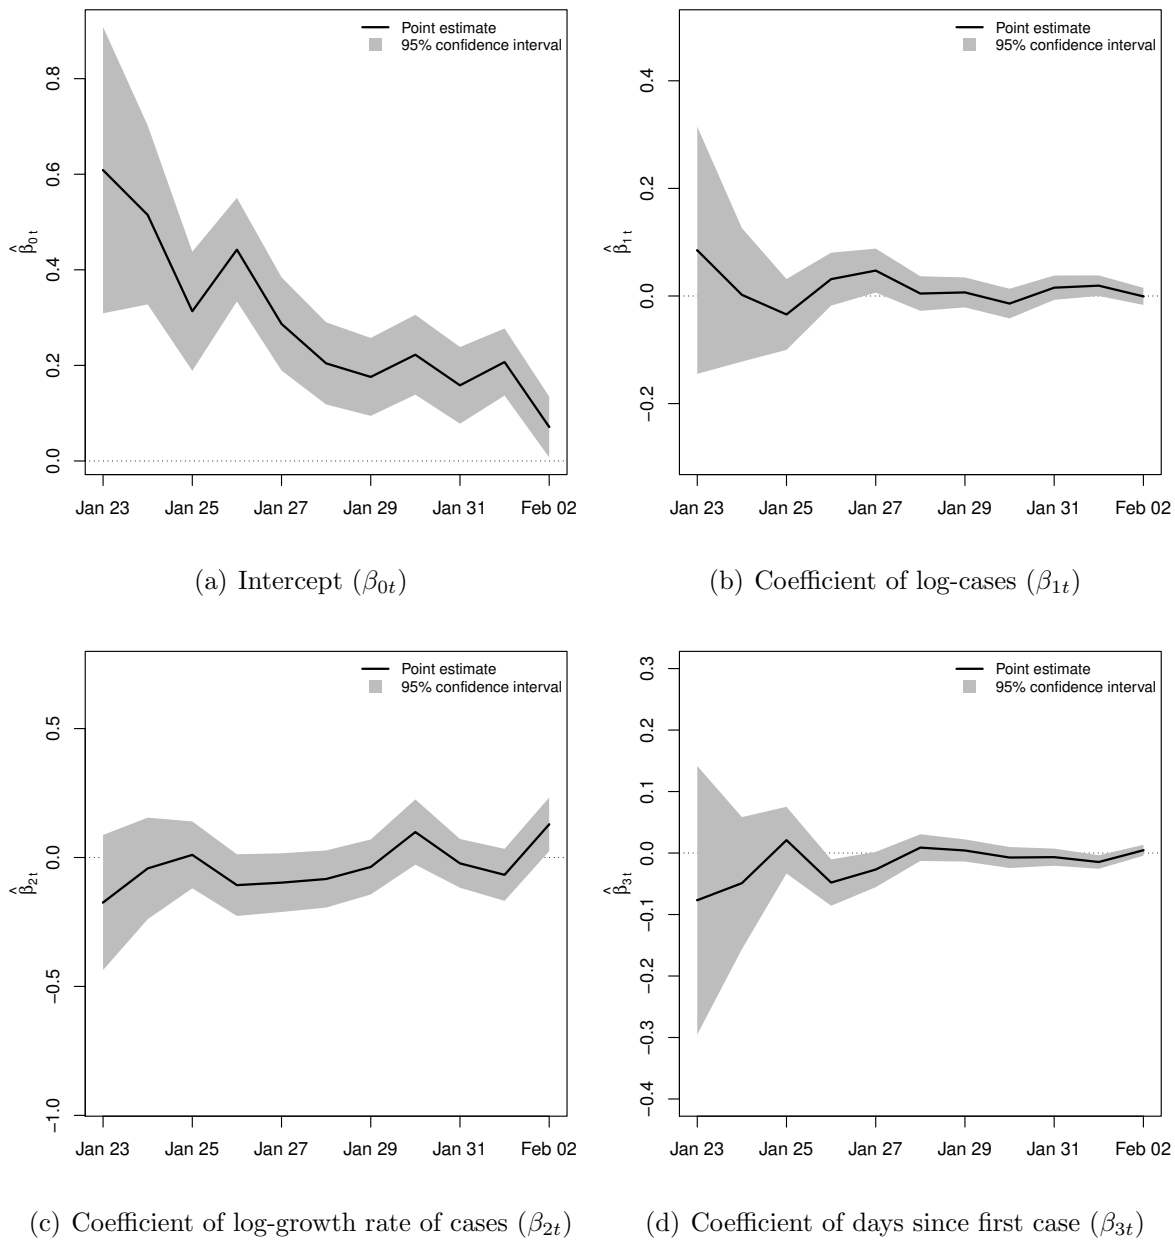 Point estimate
95% confidence interval
0.0 0.2 0.4 0.6 0.8
β̂0t
Jan 23 Jan 25 Jan 27 Jan 29 Jan 31 Feb 02
(a) Intercept (β0t)
Point estimate
95% confidence interval
−0.2 0.0 0.2 0.4
β̂1t
Jan 23 Jan 25 Jan 27 Jan 29 Jan 31 Feb 02
(b) Coefficient of log-cases (β1t)
Point estimate
95% confidence interval
−1.0 −0.5 0.0 0.5
β̂2t
Jan 23 Jan 25 Jan 27 Jan 29 Jan 31 Feb 02
(c) Coefficient of log-growth rate of cases (β2t)
Point estimate
95% confidence interval
−0.4 −0.3 −0.2 −0.1 0.0 0.1 0.2 0.3
β̂3t
Jan 23 Jan 25 Jan 27 Jan 29 Jan 31 Feb 02
(d) Coefficient of days since first case (β3t)